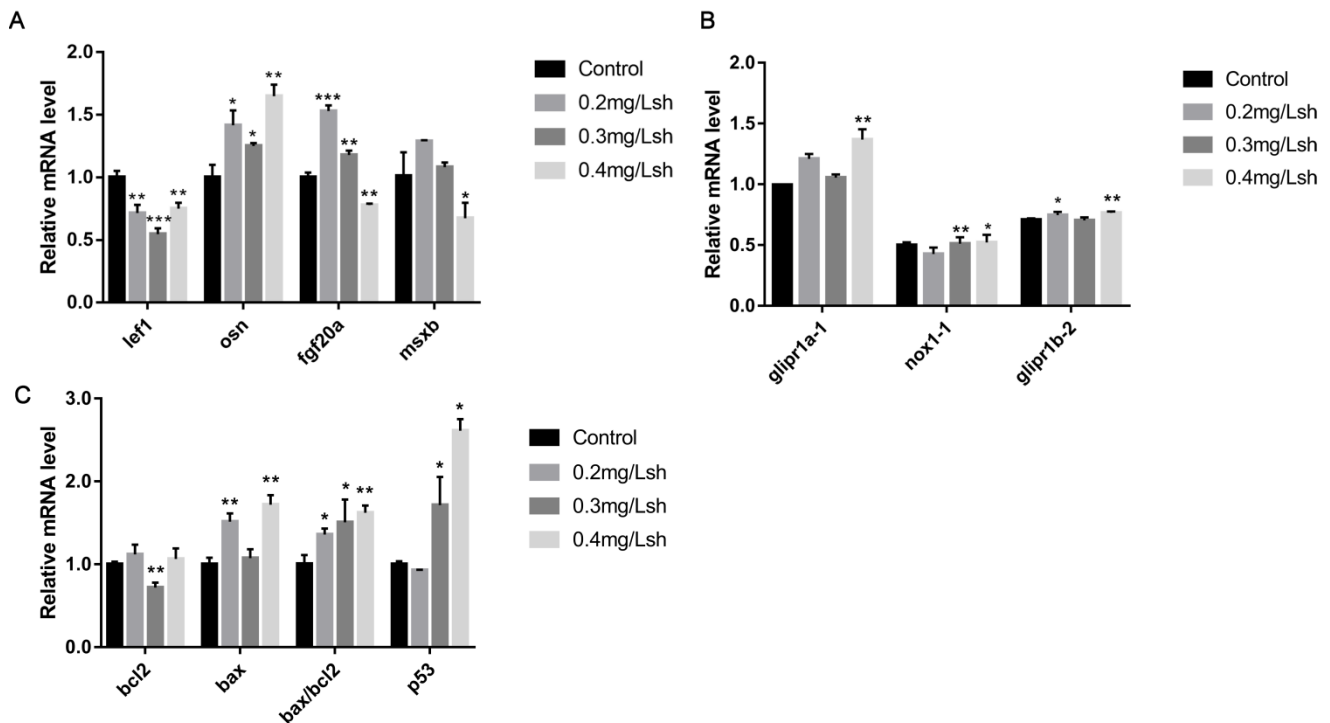 A
Relative mRNA level
2.0
1.5
1.0
0.5
0.0
** *** **
* * **
*** ** **
*
lef1
osn
fgf20a
msxb
Control
0.2mg/Lsh
0.3mg/Lsh
0.4mg/Lsh
B
Relative mRNA level
2.0
1.5
1.0
0.5
0.0
**
** *
* **
glipr1a-1
nox1-1
glipr1b-2
Control
0.2mg/Lsh
0.3mg/Lsh
0.4mg/Lsh
C
Relative mRNA level
3.0
2.0
1.0
0.0
**
** **
* * **
* *
bcl2
bax
bax/bcl2
p53
Control
0.2mg/Lsh
0.3mg/Lsh
0.4mg/Lsh